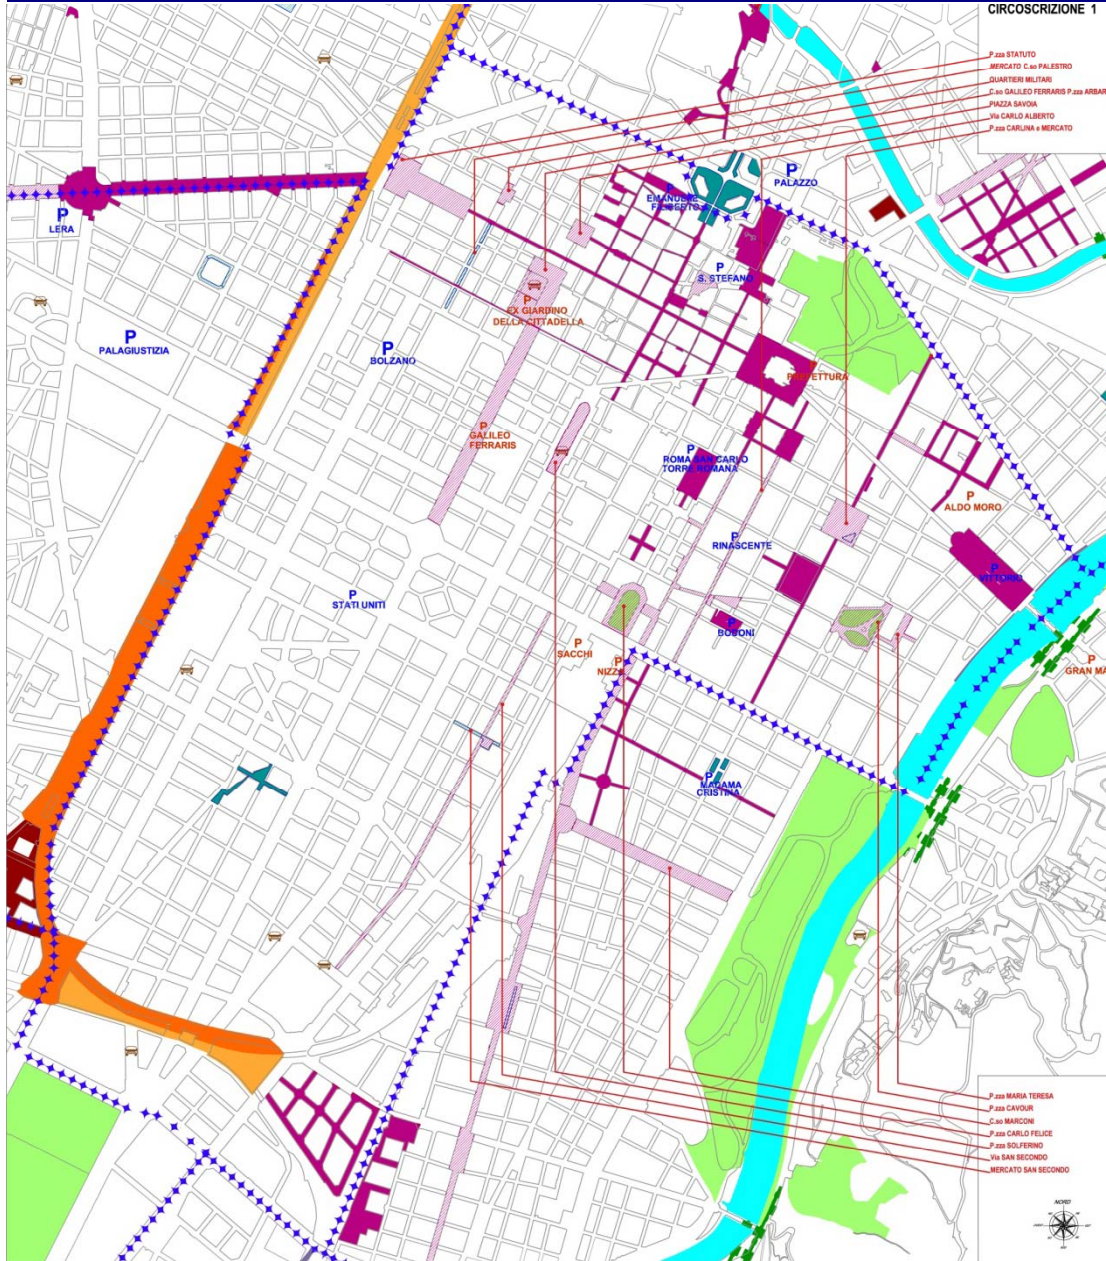 CIRCOSCRIZIONE 1
P.zza STATUTO
MERCATO C.so PALESTRO
QUARTIERI MILITARI
C.so GALILEO FERRARIS P.zza ARBAR
PIAZZA SAVOIA
Via CARLO ALBERTO
P.zza CARLINA e MERCATO
P
PALAZZO
P
EMANUELE
FILIBERTO
P
LERA
P
S. STEFANO
P
EX GIARDINO
DELLA CITTADELLA
P
PALAGIUSTIZIA
P
BOLZANO
P
PREFETTURA
P
GALILEO
FERRARIS
P
ROMA SAN CARLO
TORRE ROMANA
P
ALDO MORO
P
RINASCENTE
P
VITTORIO
P
STATI UNITI
P
BODONI
P
SACCHI
P
NIZZA
P
GRAN MA
P
MADAMA
CRISTINA
P.zza MARIA TERESA
P.zza CAVOUR
C.so MARCONI
P.zza CARLO FELICE
P.zza SOLFERINO
Via SAN SECONDO
MERCATO SAN SECONDO
NORD